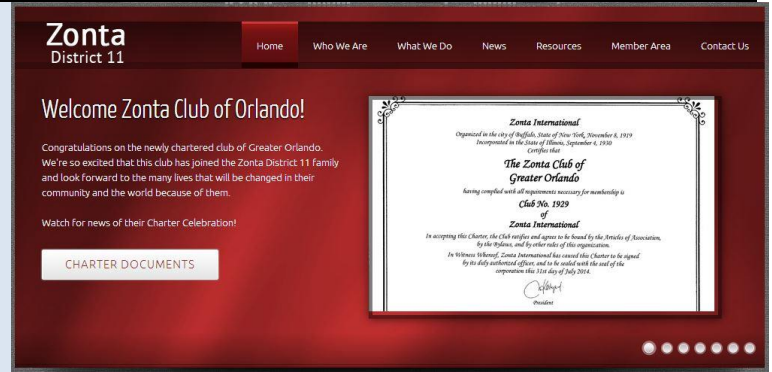 Zonta
District 11
Home Who We Are What We Do News Resources Member Area Contact Us
Welcome Zonta Club of Orlando!
Congratulations on the newly chartered club of Greater Orlando.
We're so excited that this club has joined the Zonta District 11 family
and look forward to the many lives that will be changed in their
community and the world because of them.
Watch for news of their Charter Celebration!
CHARTER DOCUMENTS
Zonta International
Organized in the city of Buffalo, State of New York, November 8, 1919
Incorporated in the State of Illinois, September 4, 1930
Certifies that
The Zonta Club of
Greater Orlando
having complied with all requirements necessary for membership is
Club No. 1929
of
Zonta International
In accepting this Charter, the Club ratifies and agrees to be bound by the Articles of Association,
by the Bylaws, and by other rules of this organization.
In Witness Whereof, Zonta International has caused this Charter to be signed
by its duly authorized officer, and to be sealed with the seal of the
corporation this 31st day of July 2014.
President